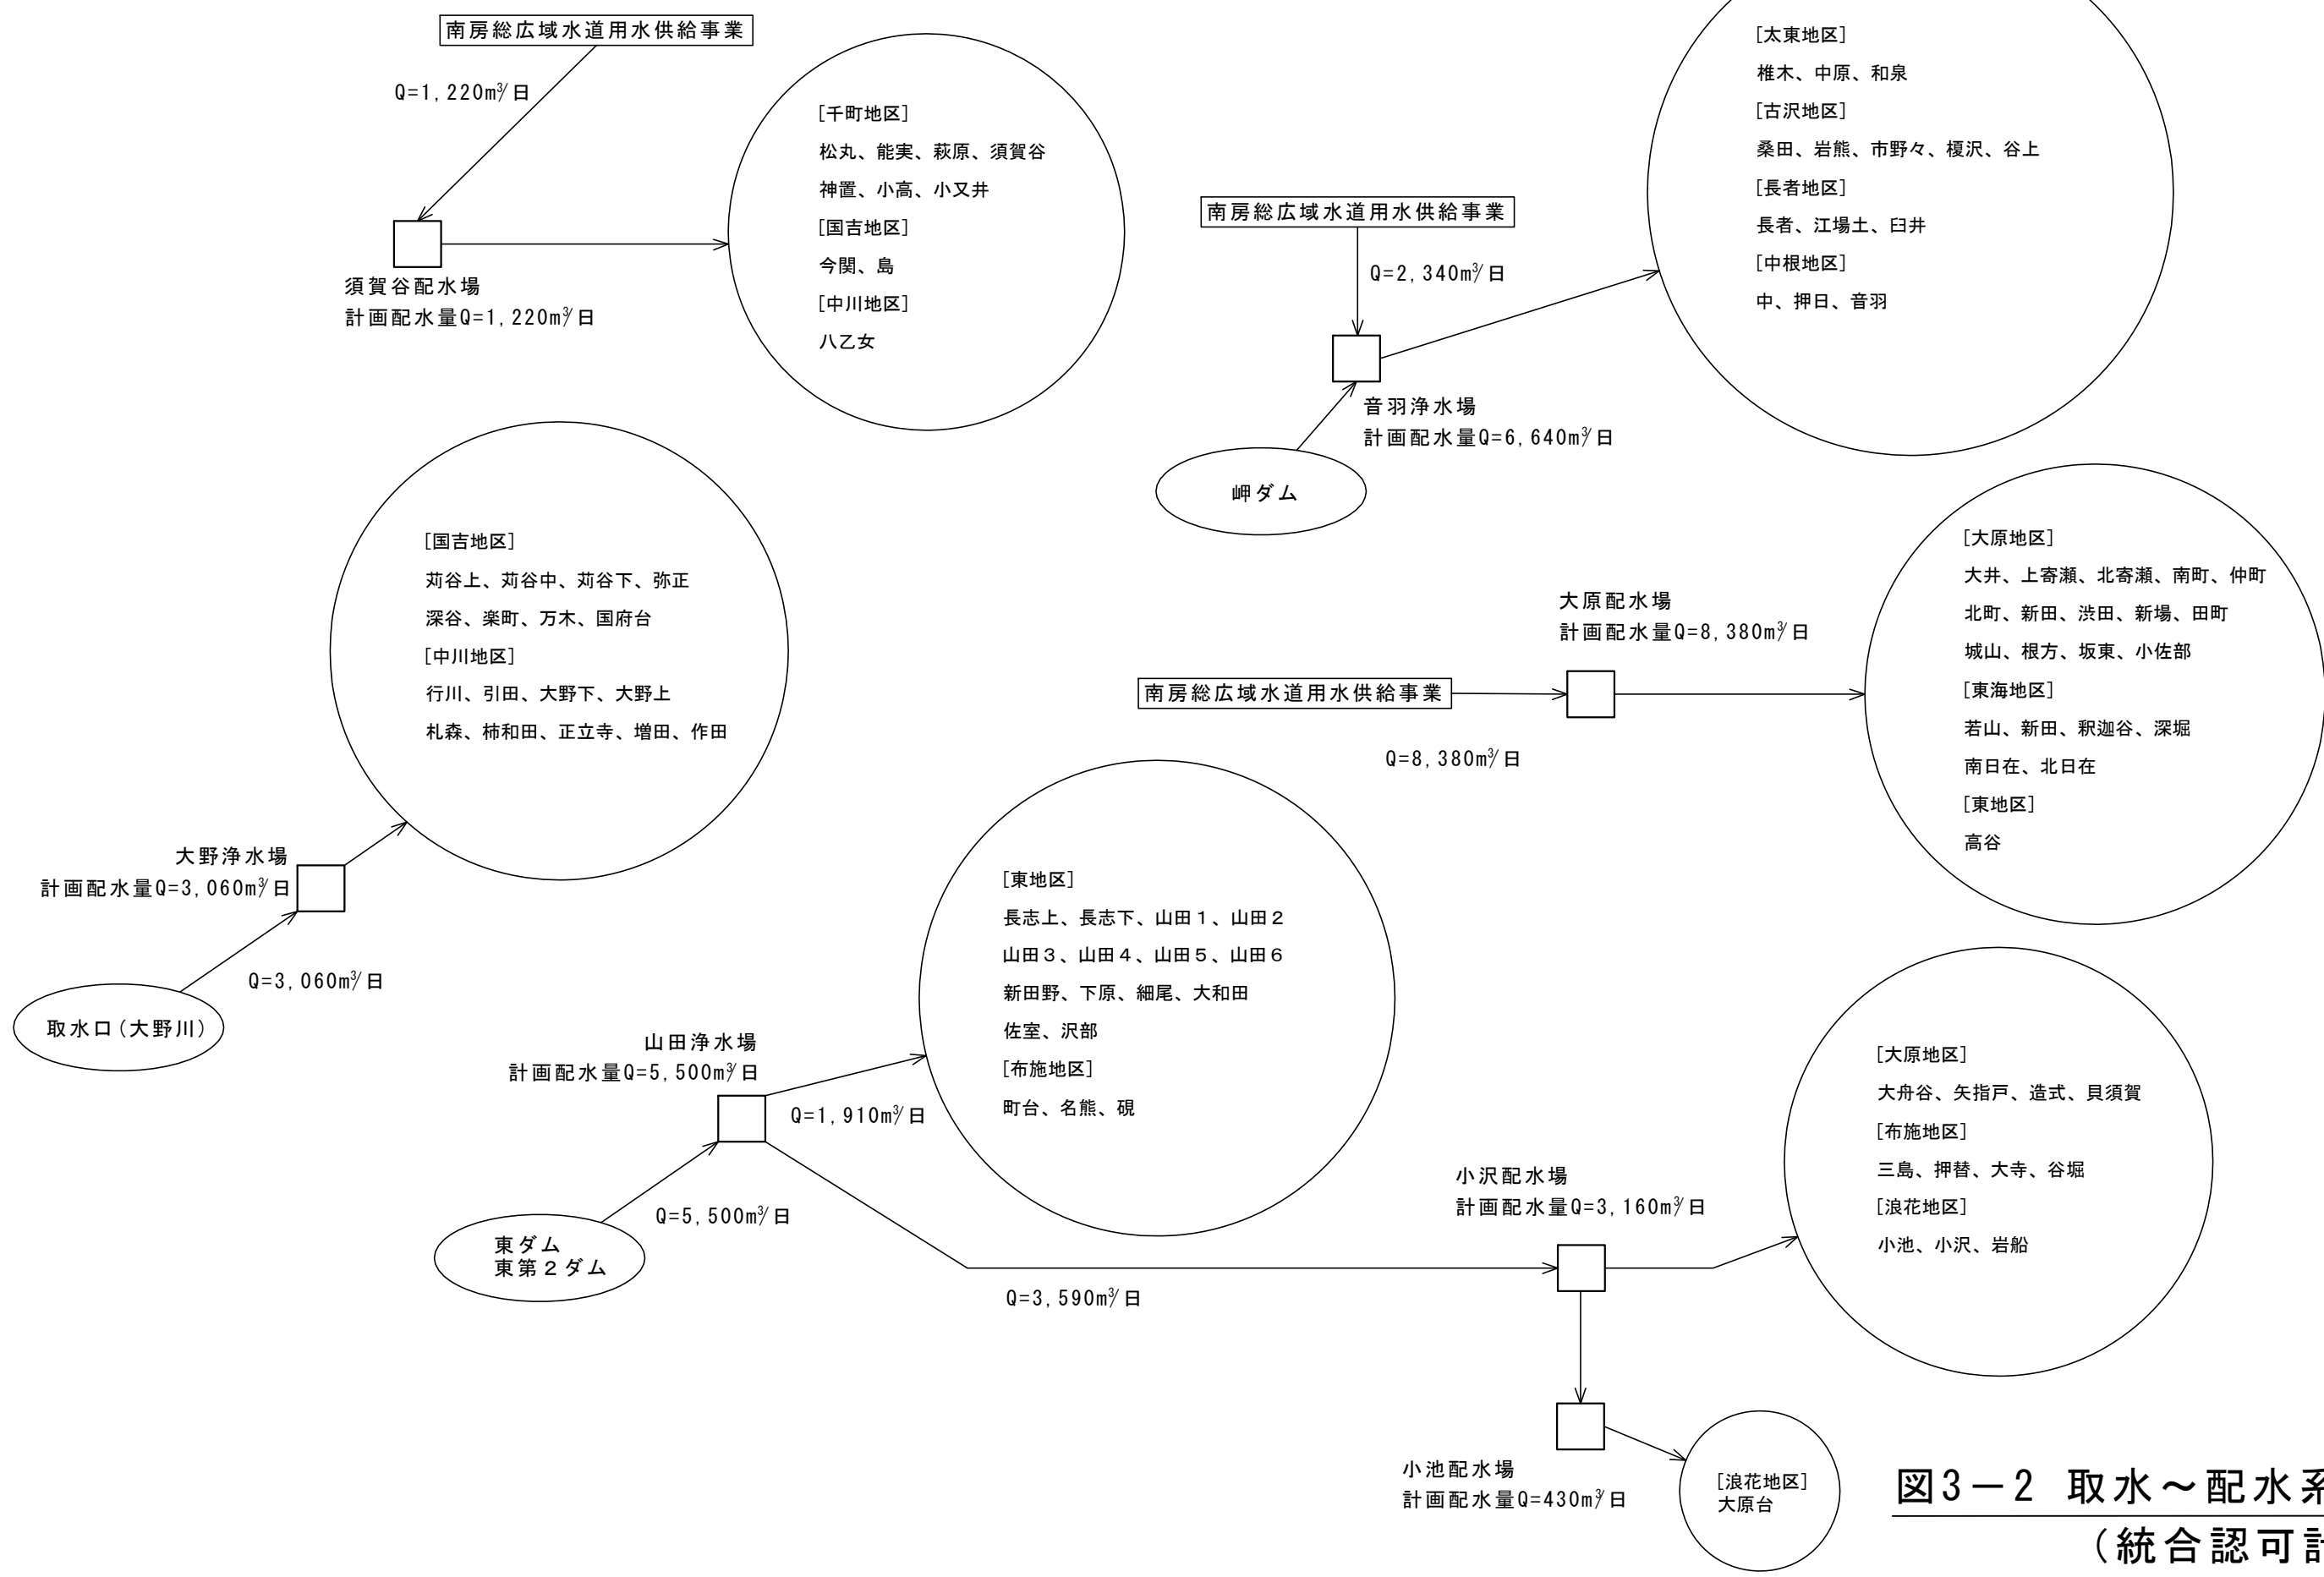 南房総広域水道用水供給事業
Q=1,220m³/日
須賀谷配水場
計画配水量Q=1,220m³/日
[千町地区]
松丸、能実、萩原、須賀谷
神置、小高、小又井
[国吉地区]
今関、島
[中川地区]
八乙女
南房総広域水道用水供給事業
Q=2,340m³/日
音羽浄水場
計画配水量Q=6,640m³/日
岬ダム
[太東地区]
椎木、中原、和泉
[古沢地区]
桑田、岩熊、市野々、榎沢、谷上
[長者地区]
長者、江場土、臼井
[中根地区]
中、押日、音羽
[国吉地区]
苅谷上、苅谷中、苅谷下、弥正
深谷、楽町、万木、国府台
[中川地区]
行川、引田、大野下、大野上
札森、柿和田、正立寺、増田、作田
大野浄水場
計画配水量Q=3,060m³/日
Q=3,060m³/日
取水口(大野川)
大原配水場
計画配水量Q=8,380m³/日
南房総広域水道用水供給事業
Q=8,380m³/日
[大原地区]
大井、上寄瀬、北寄瀬、南町、仲町
北町、新田、渋田、新場、田町
城山、根方、坂東、小佐部
[東海地区]
若山、新田、釈迦谷、深堀
南日在、北日在
[東地区]
高谷
山田浄水場
計画配水量Q=5,500m³/日
Q=1,910m³/日
Q=5,500m³/日
東ダム
東第2ダム
[東地区]
長志上、長志下、山田1、山田2
山田3、山田4、山田5、山田6
新田野、下原、細尾、大和田
佐室、沢部
[布施地区]
町台、名熊、硯
Q=3,590m³/日
小沢配水場
計画配水量Q=3,160m³/日
[大原地区]
大舟谷、矢指戸、造式、貝須賀
[布施地区]
三島、押替、大寺、谷堀
[浪花地区]
小池、小沢、岩船
小池配水場
計画配水量Q=430m³/日
[浪花地区]
大原台
図3-2 取水~配水系
(統合認可計